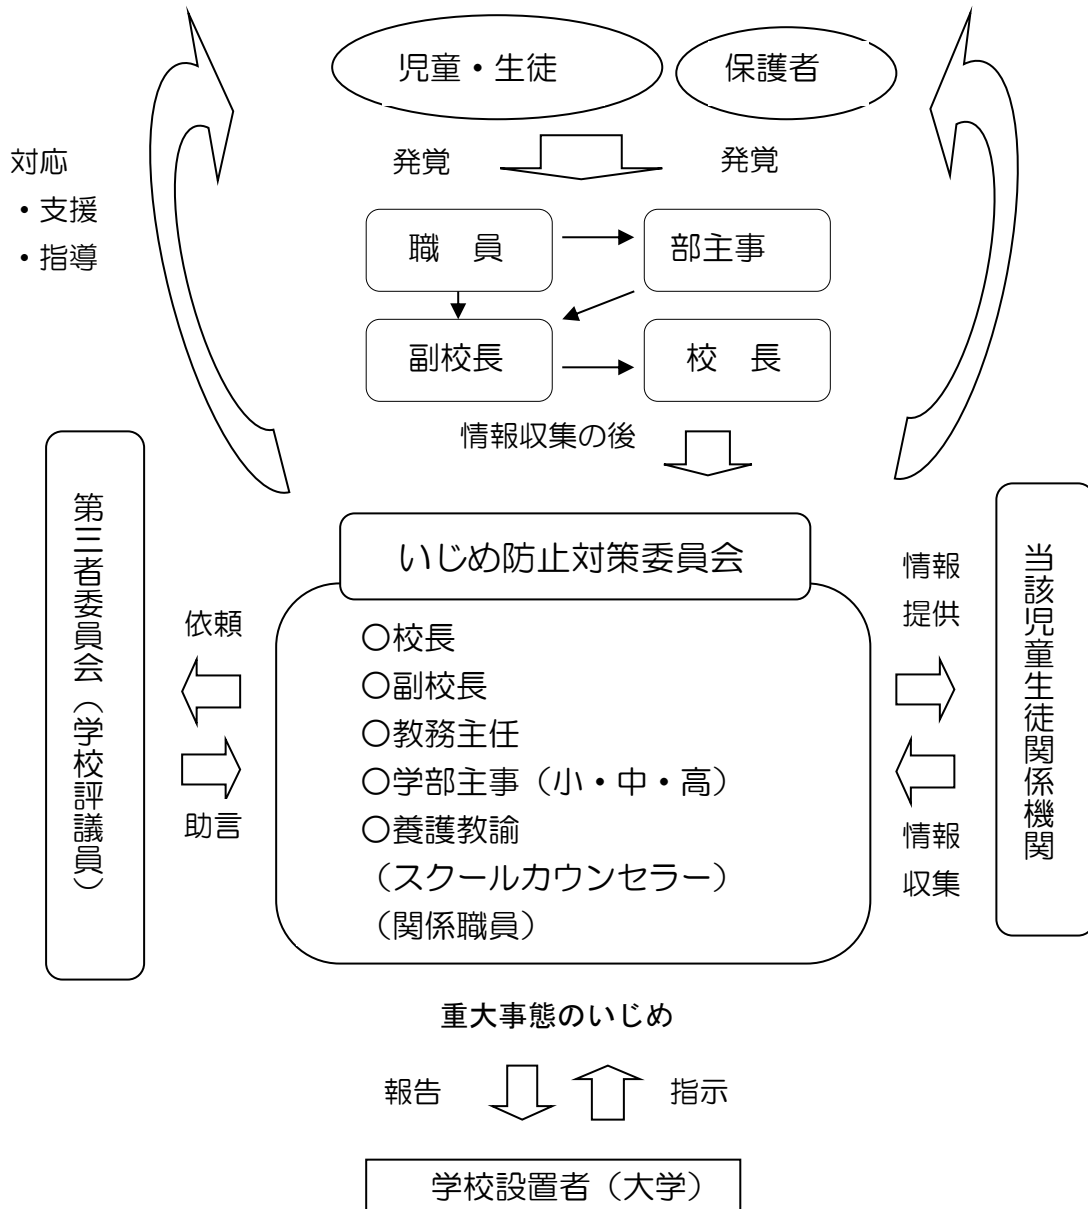 児童・生徒
保護者
対応
・支援
・指導
発覚
発覚
職　員
部主事
副校長
校　長
情報収集の後
第三者委員会（学校評議員）
いじめ防止対策委員会
当該児童生徒関係機関
依頼
助言
○校長
○副校長
○教務主任
○学部主事（小・中・高）
○養護教諭
（スクールカウンセラー）
（関係職員）
情報
提供
情報
収集
重大事態のいじめ
報告
指示
学校設置者（大学）